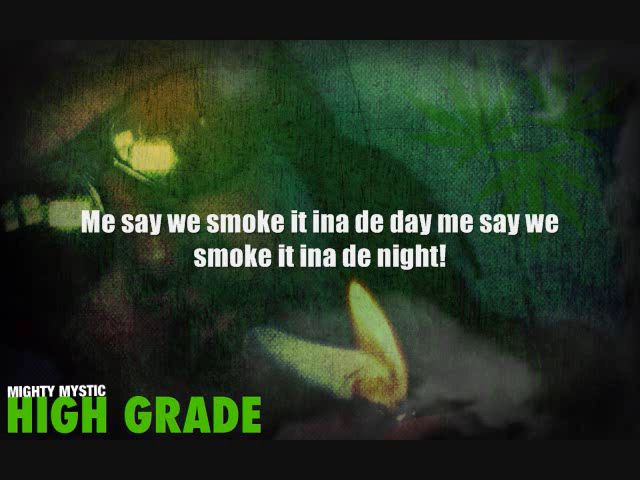 Me say we smoke it ina de day me say we
smoke it ina de night!
MIGHTY MYSTIC
HIGH GRADE